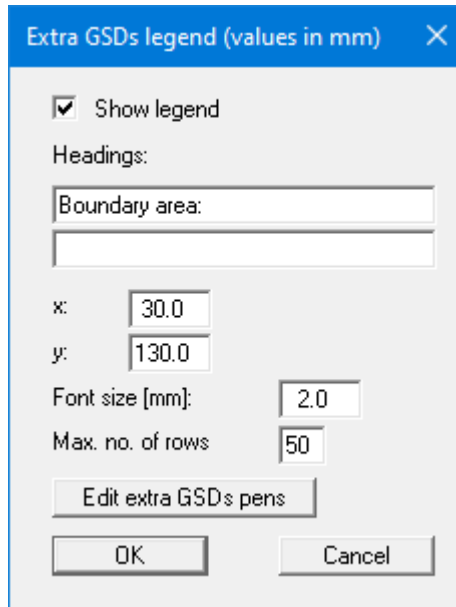 Extra GSDs legend (values in mm)
Show legend
Headings:
Boundary area:
x: 30.0
y: 130.0
Font size [mm]: 2.0
Max. no. of rows 50
Edit extra GSDs pens
OK Cancel